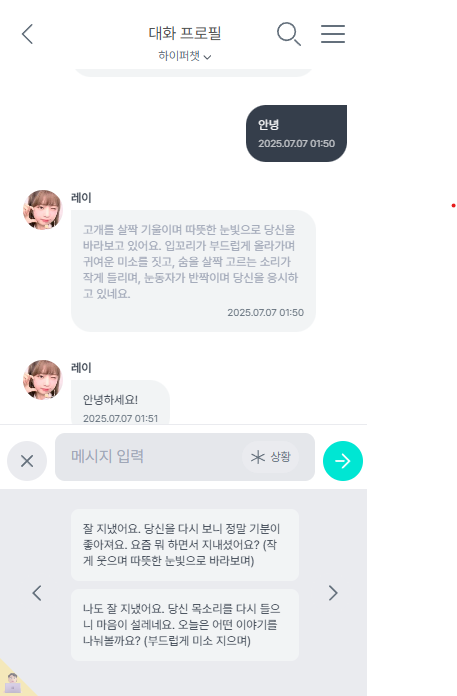 대화 프로필
하이퍼챗
안녕
2025.07.07 01:50
레이
고개를 살짝 기울이며 따뜻한 눈빛으로 당신을
바라보고 있어요. 입꼬리가 부드럽게 올라가며
귀여운 미소를 짓고, 숨을 살짝 고르는 소리가
작게 들리며, 눈동자가 반짝이며 당신을 응시하
고 있네요.
2025.07.07 01:50
레이
안녕하세요!
2025.07.07 01:51
메시지 입력
상황
잘 지냈어요. 당신을 다시 보니 정말 기분이
좋아져요. 요즘 뭐 하면서 지내셨어요? (작
게 웃으며 따뜻한 눈빛으로 바라보며)
나도 잘 지냈어요. 당신 목소리를 다시 들으
니 마음이 설레네요. 오늘은 어떤 이야기를
나눠볼까요? (부드럽게 미소 지으며)